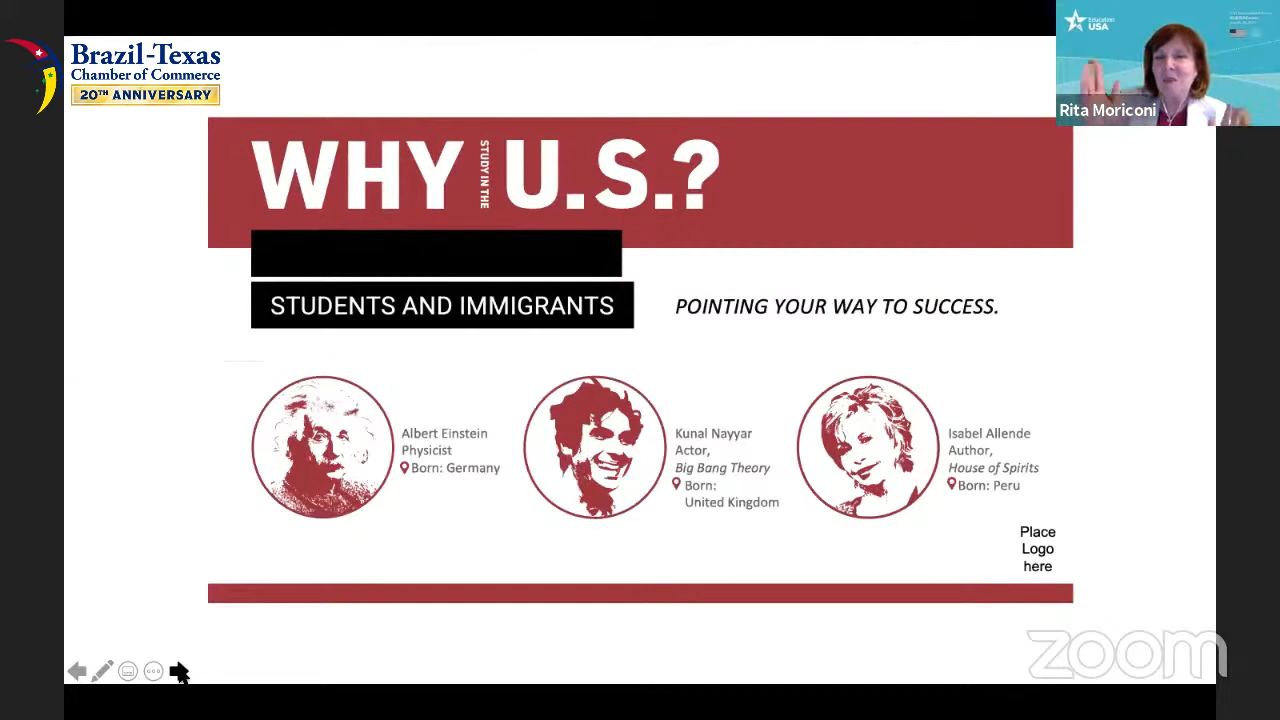 Brazil-Texas
Chamber of Commerce
20TH ANNIVERSARY
Education
USA
Rita Moriconi
WHY STUDY IN THE U.S.?
STUDENTS AND IMMIGRANTS
POINTING YOUR WAY TO SUCCESS.
Albert Einstein
Physicist
Born: Germany
Kunal Nayyar
Actor,
Big Bang Theory
Born:
United Kingdom
Isabel Allende
Author,
House of Spirits
Born: Peru
Place
Logo
here
zoom